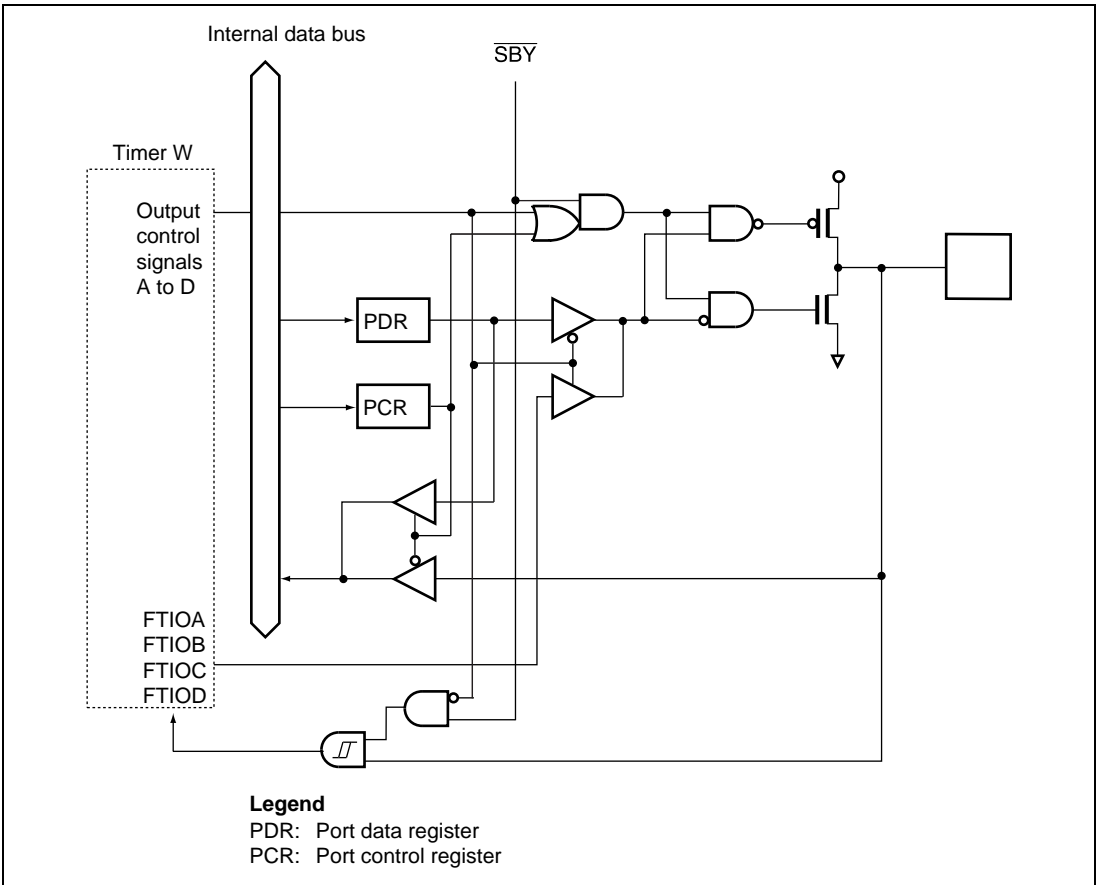 Internal data bus
SBY
Timer W
Output
control
signals
A to D
PDR
PCR
FTIOA
FTIOB
FTIOC
FTIOD
Legend
PDR: Port data register
PCR: Port control register